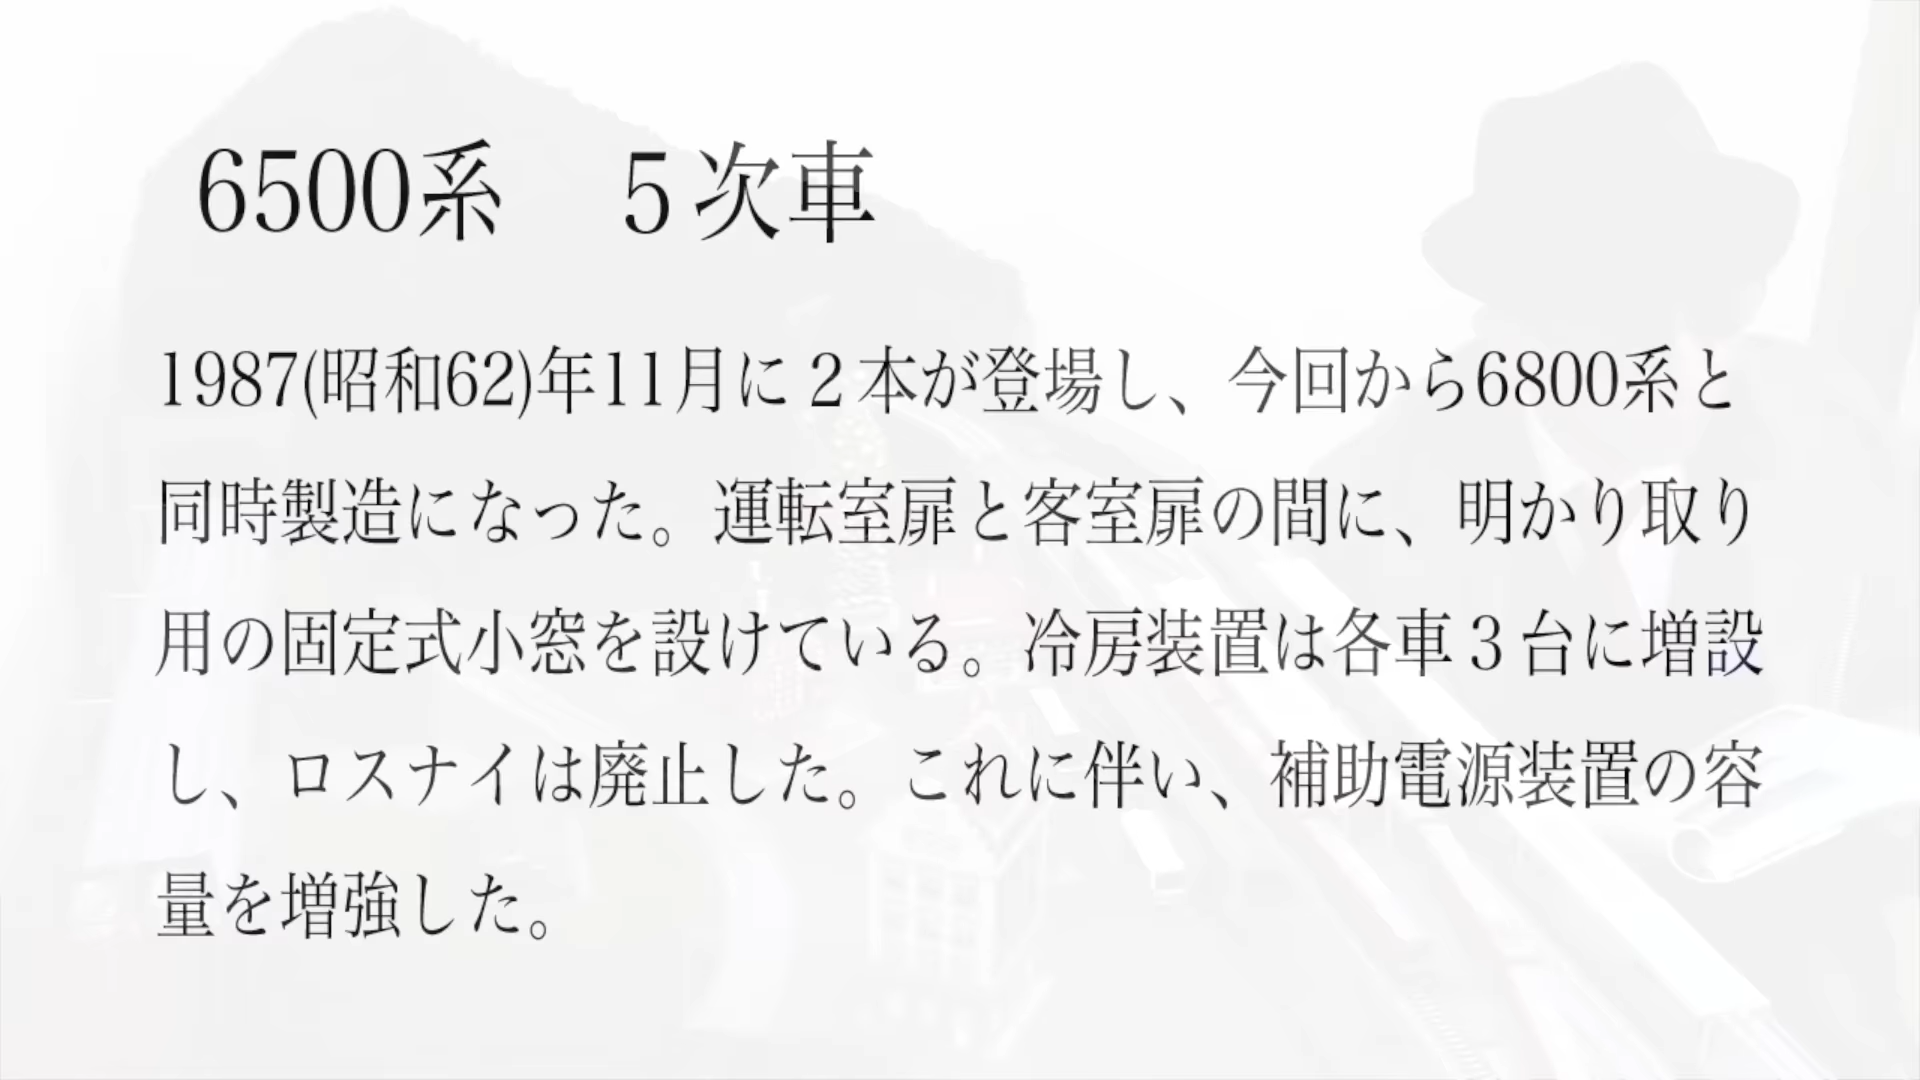 6500系　５次車
1987(昭和62)年11月に２本が登場し、今回から6800系と
同時製造になった。運転室扉と客室扉の間に、明かり取り
用の固定式小窓を設けている。冷房装置は各車３台に増設
し、ロスナイは廃止した。これに伴い、補助電源装置の容
量を増強した。